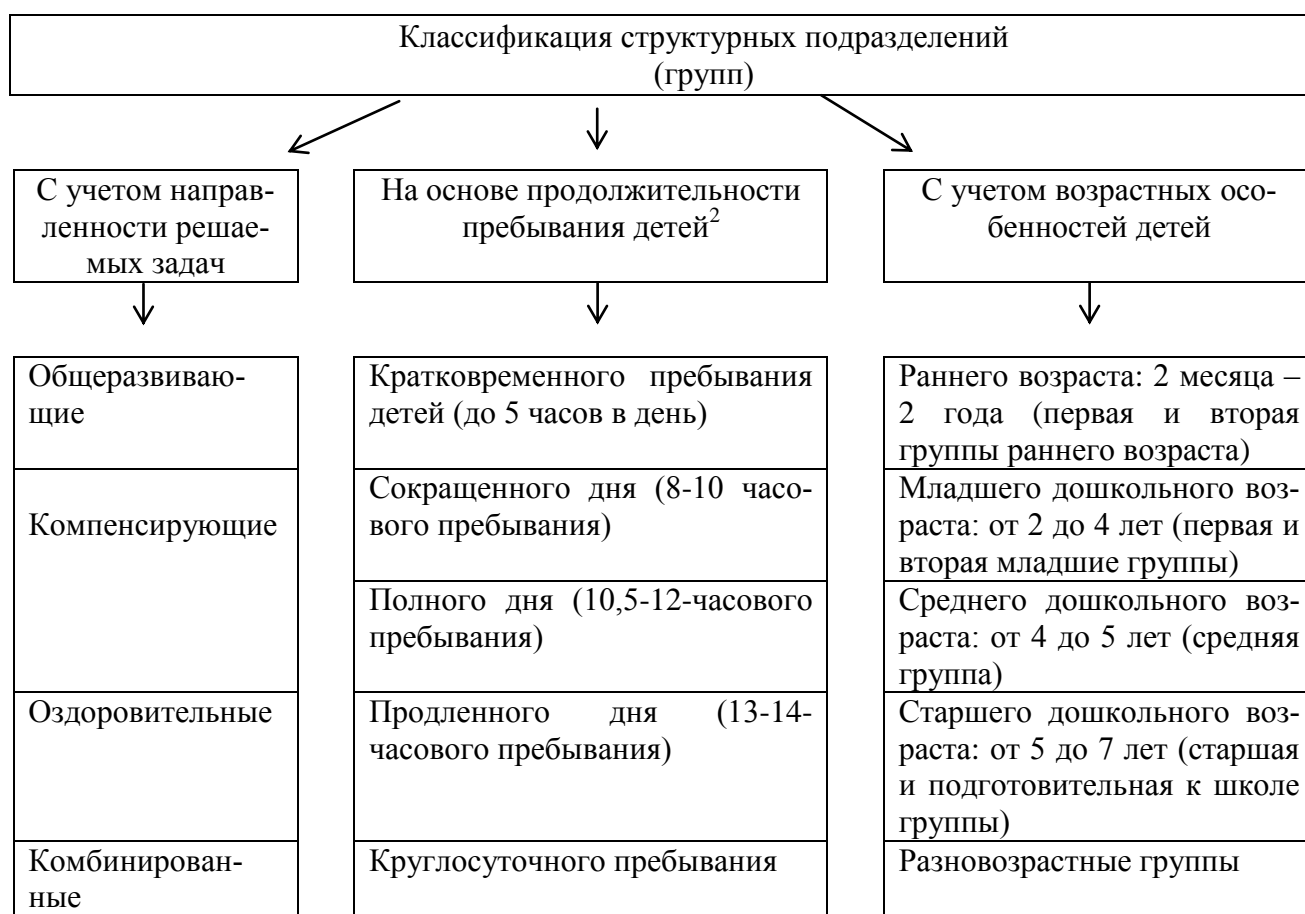 Классификация структурных подразделений
(групп)
С учетом направ-
ленности решае-
мых задач
На основе продолжительности
пребывания детей2
С учетом возрастных осо-
бенностей детей
Общеразвиваю-
щие
Компенсирующие
Оздоровительные
Комбинирован-
ные
Кратковременного пребывания
детей (до 5 часов в день)
Сокращенного дня (8-10 часо-
вого пребывания)
Полного дня (10,5-12-часового
пребывания)
Продленного дня (13-14-
часового пребывания)
Круглосуточного пребывания
Раннего возраста: 2 месяца –
2 года (первая и вторая
группы раннего возраста)
Младшего дошкольного воз-
раста: от 2 до 4 лет (первая и
вторая младшие группы)
Среднего дошкольного воз-
раста: от 4 до 5 лет (средняя
группа)
Старшего дошкольного воз-
раста: от 5 до 7 лет (старшая
и подготовительная к школе
группы)
Разновозрастные группы